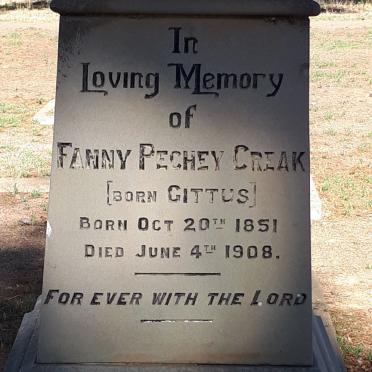 In
Loving Memory
of
FANNY PECHEY CREAK
[BORN GITTUS]
BORN OCT 20TH 1851
DIED JUNE 4TH 1908.
FOR EVER WITH THE LORD